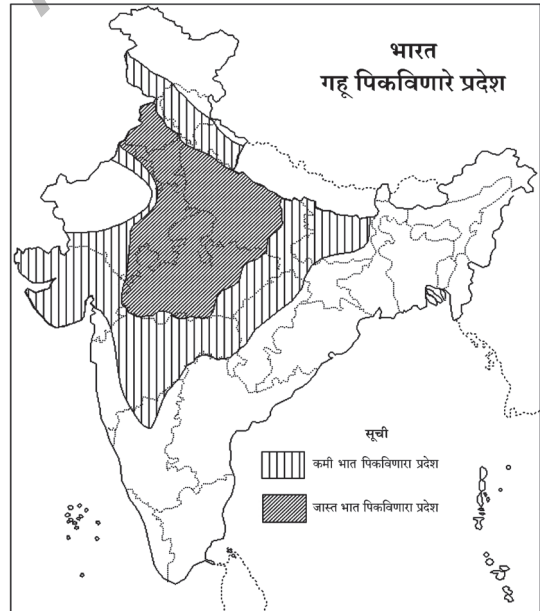 भारत
गहू पिकविणारे प्रदेश
सूची
कमी भात पिकविणारा प्रदेश
जास्त भात पिकविणारा प्रदेश